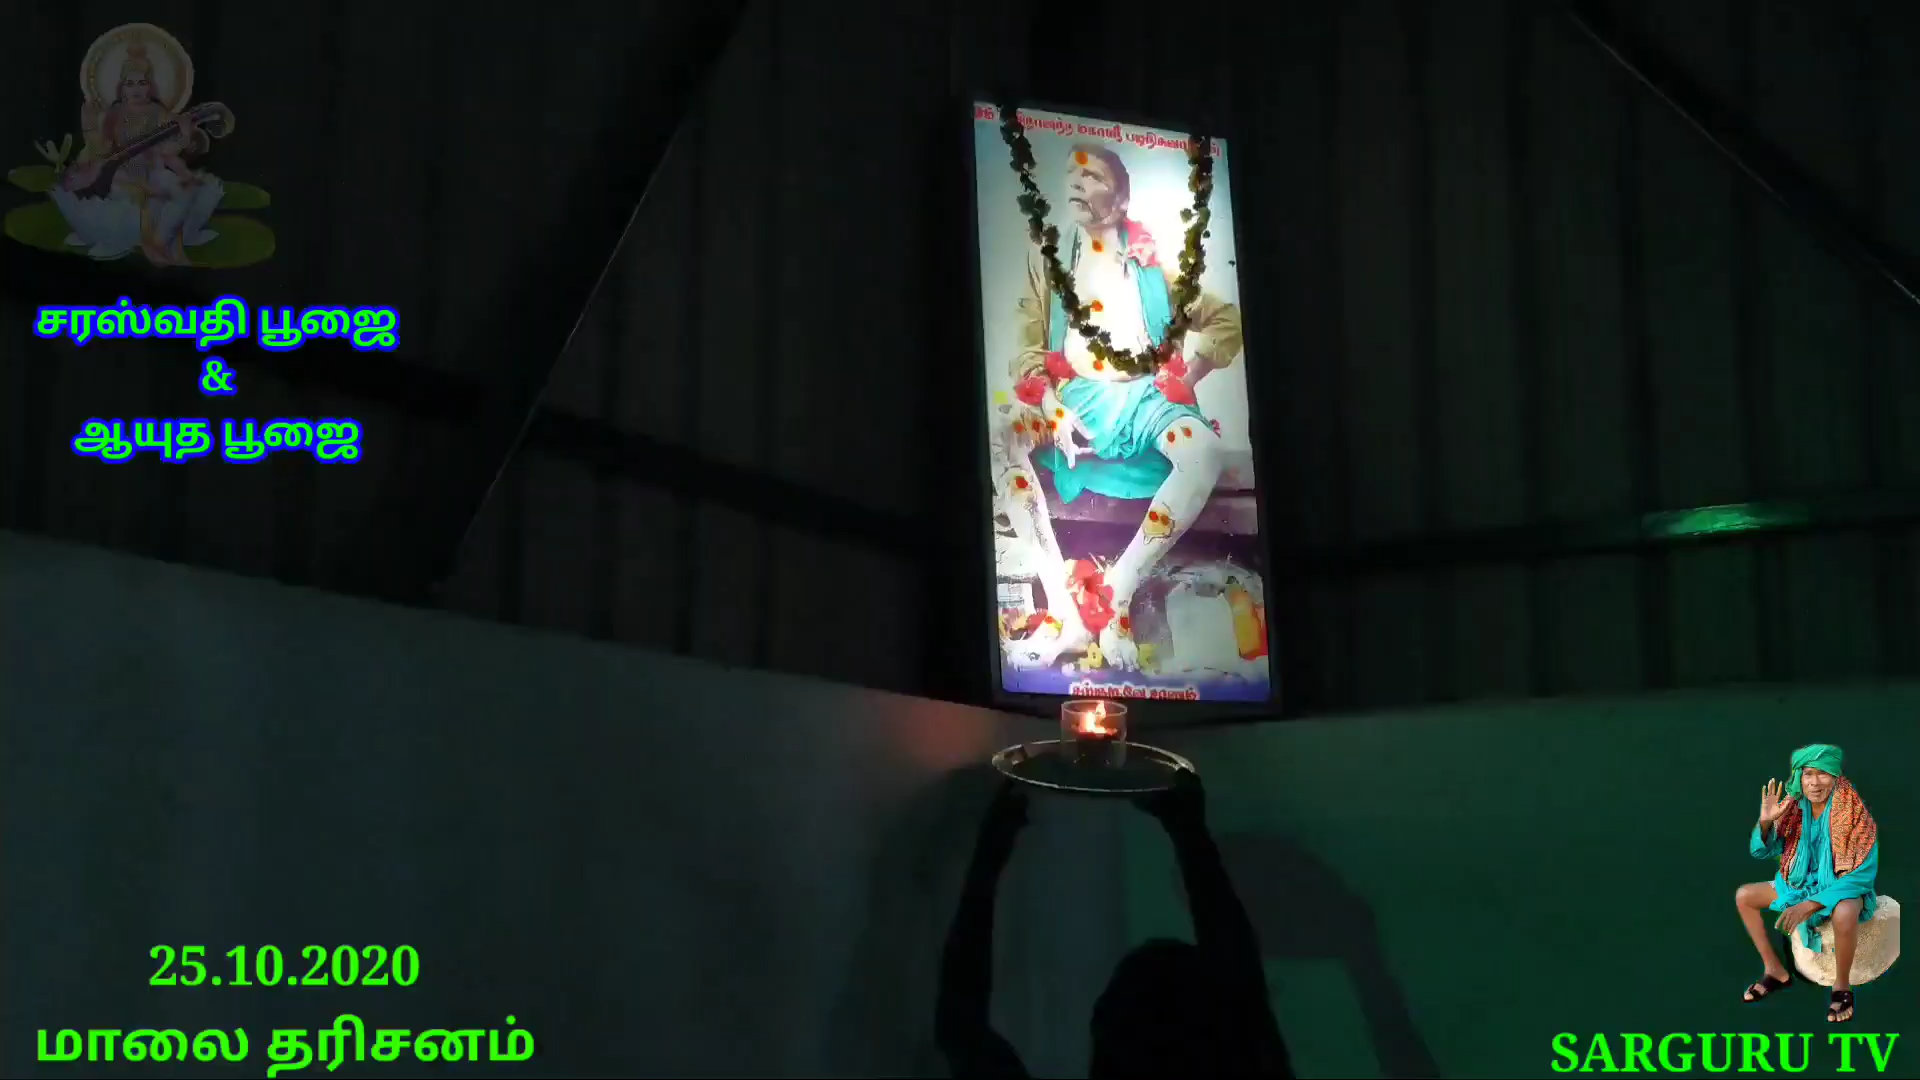 சரஸ்வதி பூஜை
&
ஆயுத பூஜை
25.10.2020
மாலை தரிசனம்
SARGURU TV